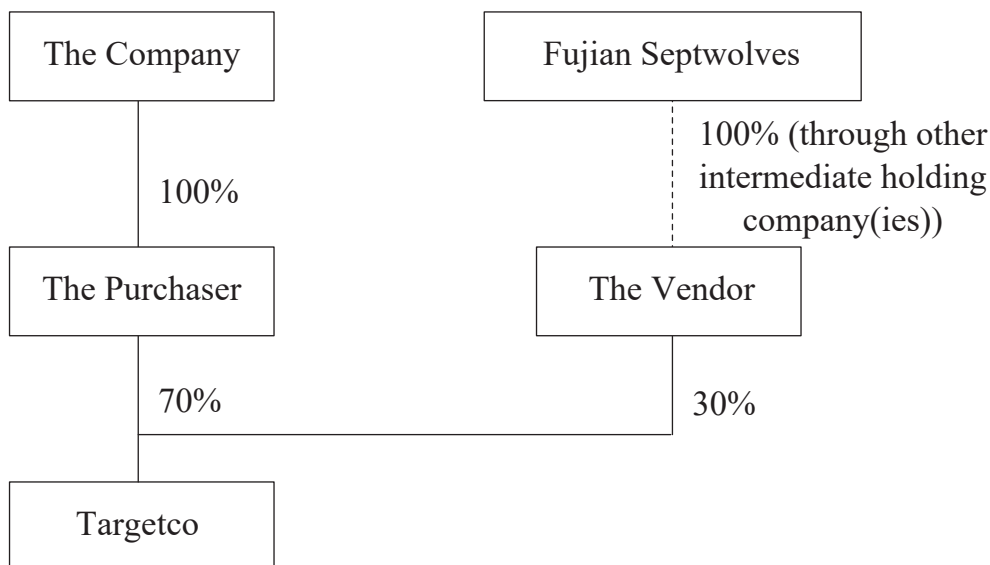 The Company
Fujian Septwolves
100%
100% (through other
intermediate holding
company(ies))
The Purchaser
The Vendor
70%
30%
Targetco